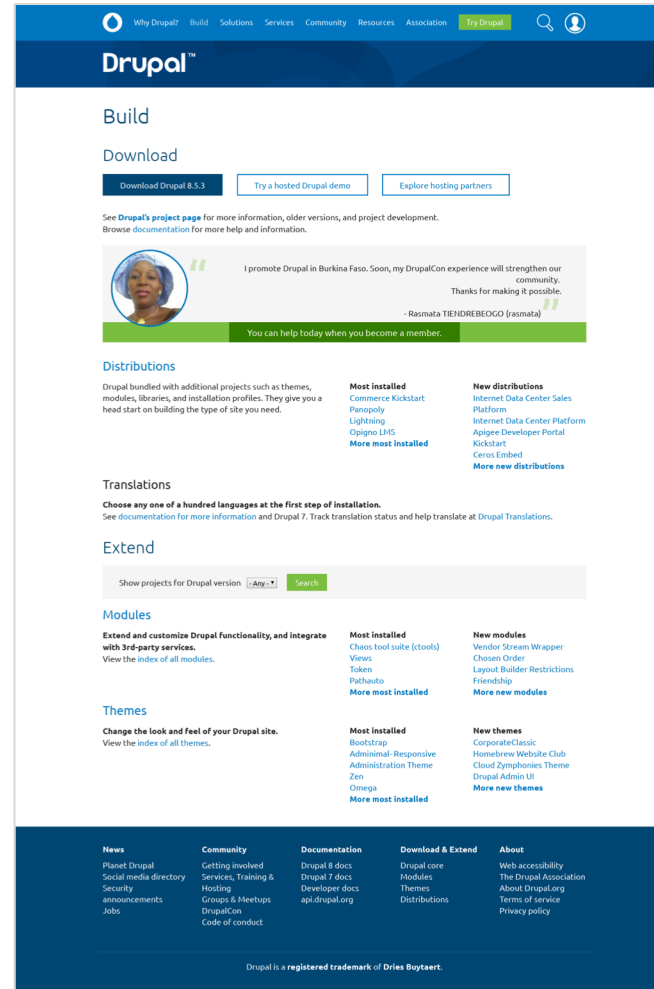 Why Drupal? Build Solutions Services Community Resources Association Try Drupal
Drupal™
Build
Download
Download Drupal 8.5.3
Try a hosted Drupal demo
Explore hosting partners
See Drupal's project page for more information, older versions, and project development.
Browse documentation for more help and information.
"
I promote Drupal in Burkina Faso. Soon, my DrupalCon experience will strengthen our
community.
Thanks for making it possible.
"
- Rasmata TIENDREBEOGO (rasmata)
You can help today when you become a member.
Distributions
Drupal bundled with additional projects such as themes,
modules, libraries, and installation profiles. They give you a
head start on building the type of site you need.
Most installed
Commerce Kickstart
Panopoly
Lightning
Opigno LMS
More most installed
New distributions
Internet Data Center Sales
Platform
Internet Data Center Platform
Apigee Developer Portal
Kickstart
Ceros Embed
More new distributions
Translations
Choose any one of a hundred languages at the first step of installation.
See documentation for more information and Drupal 7. Track translation status and help translate at Drupal Translations.
Extend
Show projects for Drupal version - Any - Search
Modules
Extend and customize Drupal functionality, and integrate
with 3rd-party services.
View the index of all modules.
Most installed
Chaos tool suite (ctools)
Views
Token
Pathauto
More most installed
New modules
Vendor Stream Wrapper
Chosen Order
Layout Builder Restrictions
Friendship
More new modules
Themes
Change the look and feel of your Drupal site.
View the index of all themes.
Most installed
Bootstrap
Adminimal - Responsive
Administration Theme
Zen
Omega
More most installed
New themes
CorporateClassic
Homebrew Website Club
Cloud Zymphonies Theme
Drupal Admin UI
More new themes
News
Planet Drupal
Social media directory
Security
announcements
Jobs
Community
Getting involved
Services, Training &
Hosting
Groups & Meetups
DrupalCon
Code of conduct
Documentation
Drupal 8 docs
Drupal 7 docs
Developer docs
api.drupal.org
Download & Extend
Drupal core
Modules
Themes
Distributions
About
Web accessibility
The Drupal Association
About Drupal.org
Terms of service
Privacy policy
Drupal is a registered trademark of Dries Buytaert.